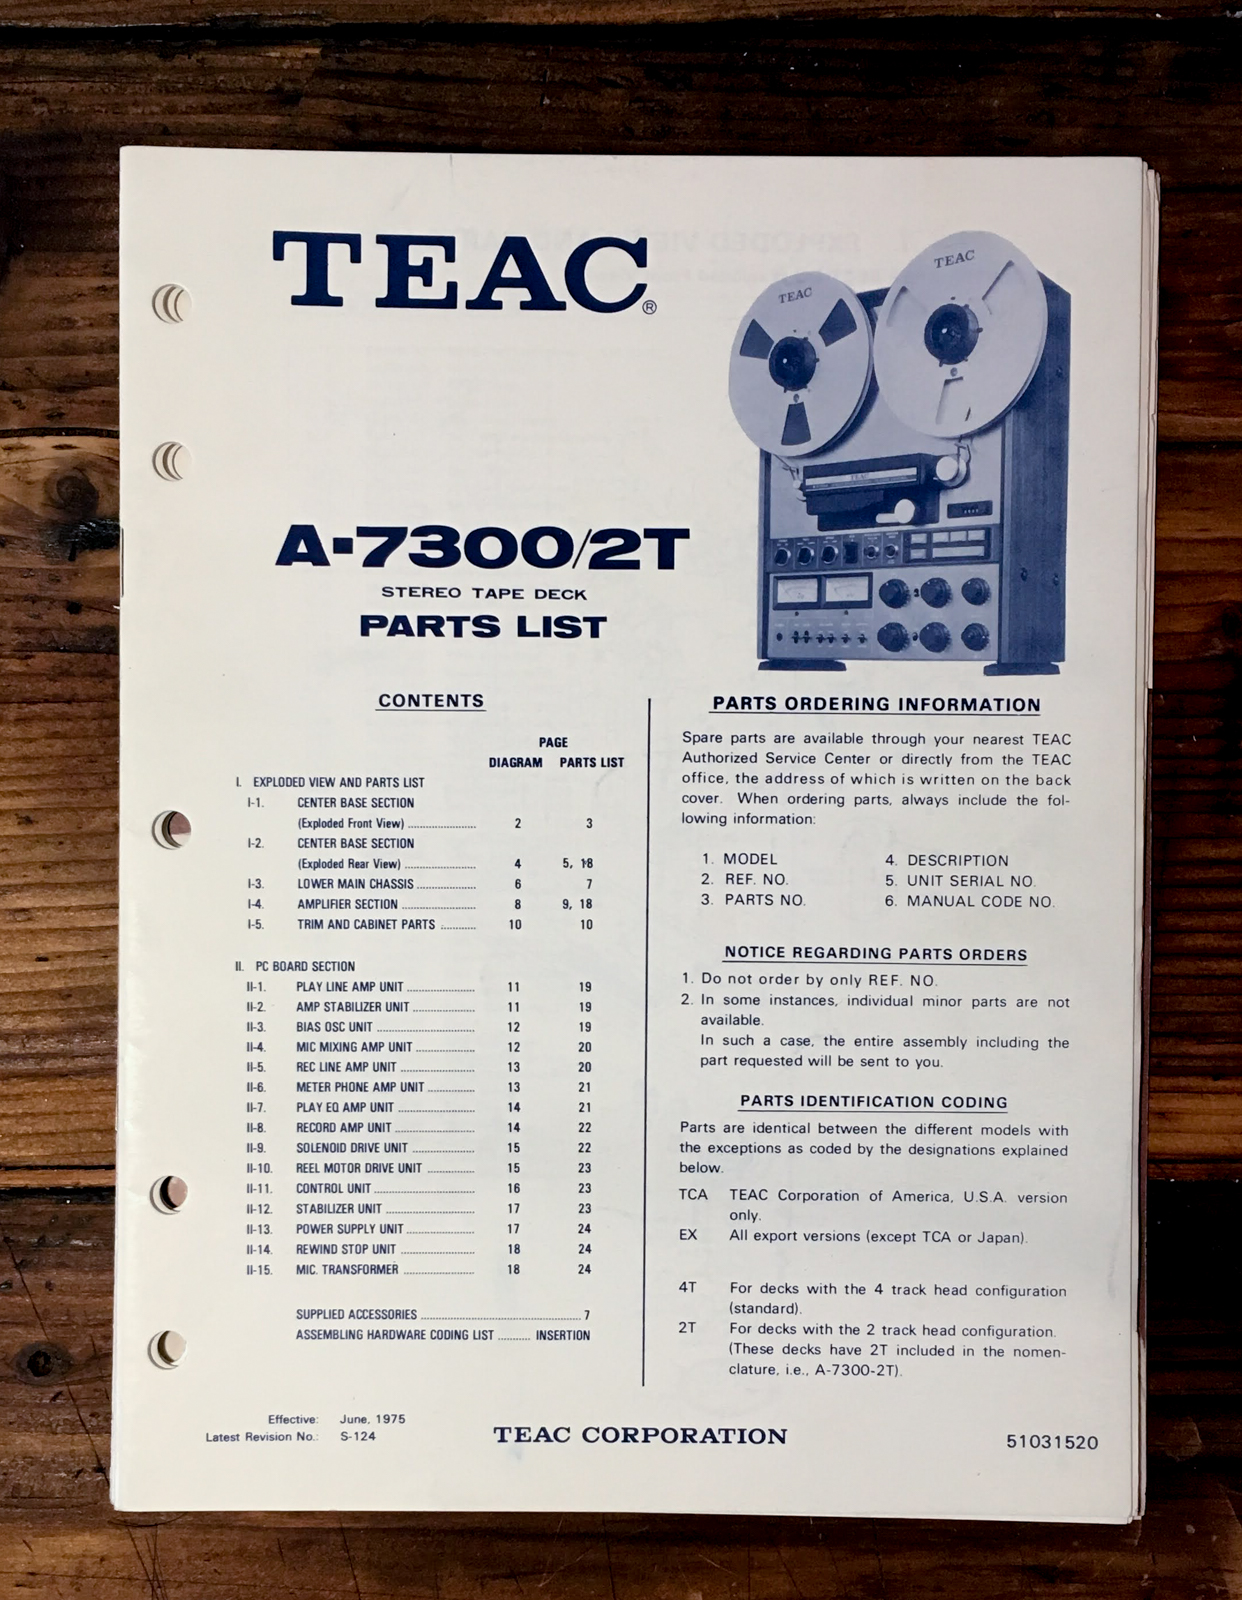 TEAC®
TEAC
TEAC
A-7300/2T
STEREO TAPE DECK
PARTS LIST
CONTENTS
PAGE
DIAGRAM PARTS LIST
I. EXPLODED VIEW AND PARTS LIST
I-1. CENTER BASE SECTION
(Exploded Front View) 2 3
I-2. CENTER BASE SECTION
(Exploded Rear View) 4 5, 18
I-3. LOWER MAIN CHASSIS 6 7
I-4. AMPLIFIER SECTION 8 9, 18
I-5. TRIM AND CABINET PARTS 10 10
II. PC BOARD SECTION
II-1. PLAY LINE AMP UNIT 11 19
II-2. AMP STABILIZER UNIT 11 19
II-3. BIAS OSC UNIT 12 19
II-4. MIC MIXING AMP UNIT 12 20
II-5. REC LINE AMP UNIT 13 20
II-6. METER PHONE AMP UNIT 13 21
II-7. PLAY EQ AMP UNIT 14 21
II-8. RECORD AMP UNIT 14 22
II-9. SOLENOID DRIVE UNIT 15 22
II-10. REEL MOTOR DRIVE UNIT 15 23
II-11. CONTROL UNIT 16 23
II-12. STABILIZER UNIT 17 23
II-13. POWER SUPPLY UNIT 17 24
II-14. REWIND STOP UNIT 18 24
II-15. MIC. TRANSFORMER 18 24
SUPPLIED ACCESSORIES 7
ASSEMBLING HARDWARE CODING LIST INSERTION
PARTS ORDERING INFORMATION
Spare parts are available through your nearest TEAC
Authorized Service Center or directly from the TEAC
office, the address of which is written on the back
cover. When ordering parts, always include the fol-
lowing information:
1. MODEL 4. DESCRIPTION
2. REF. NO. 5. UNIT SERIAL NO.
3. PARTS NO. 6. MANUAL CODE NO.
NOTICE REGARDING PARTS ORDERS
1. Do not order by only REF. NO.
2. In some instances, individual minor parts are not
available.
In such a case, the entire assembly including the
part requested will be sent to you.
PARTS IDENTIFICATION CODING
Parts are identical between the different models with
the exceptions as coded by the designations explained
below.
TCA TEAC Corporation of America, U.S.A. version
only.
EX All export versions (except TCA or Japan).
4T For decks with the 4 track head configuration
(standard).
2T For decks with the 2 track head configuration.
(These decks have 2T included in the nomen-
clature, i.e., A-7300-2T).
Effective: June, 1975
Latest Revision No.: S-124
TEAC CORPORATION
51031520